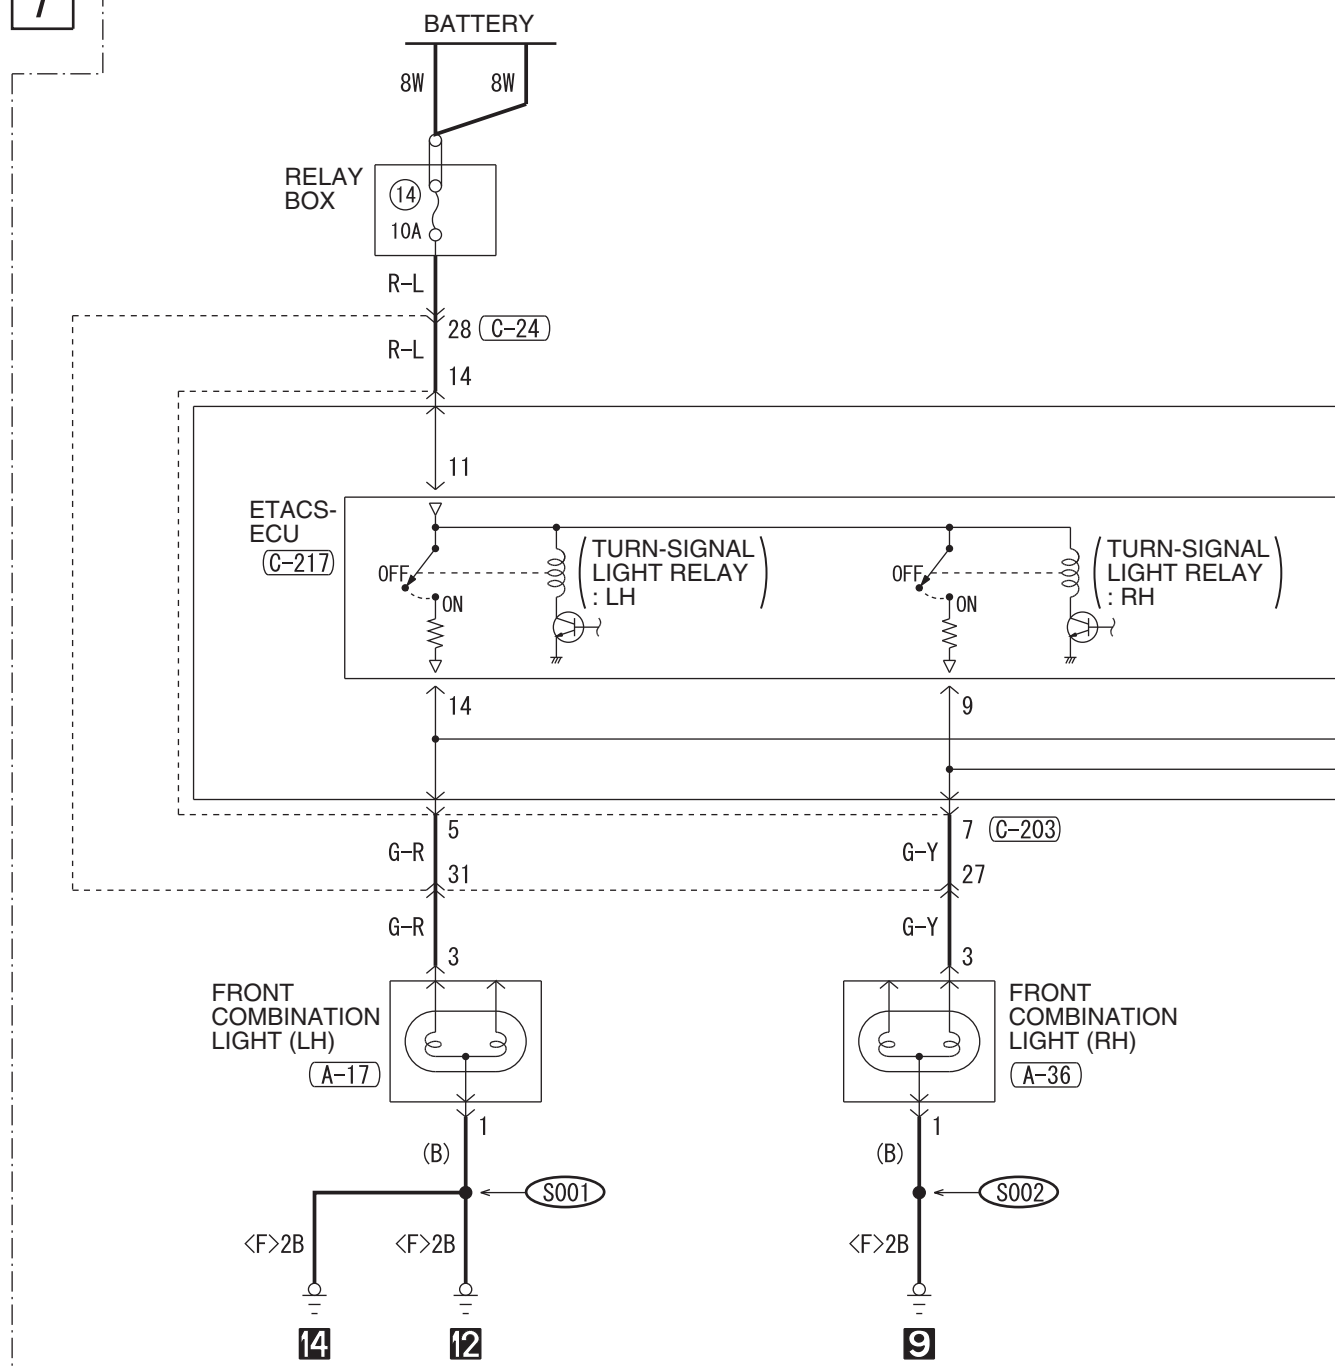 7
BATTERY
8W 8W
RELAY
BOX
14
10A
R-L
28 C-24
R-L
14
11
ETACS-
ECU
C-217
OFF
ON
TURN-SIGNAL
LIGHT RELAY
: LH
OFF
ON
TURN-SIGNAL
LIGHT RELAY
: RH
14 9
5 7 C-203
G-R G-Y
31 27
G-R G-Y
3 3
FRONT
COMBINATION
LIGHT (LH)
A-17
FRONT
COMBINATION
LIGHT (RH)
A-36
1 1
(B) (B)
S001 S002
<F>2B <F>2B <F>2B
14 12 9